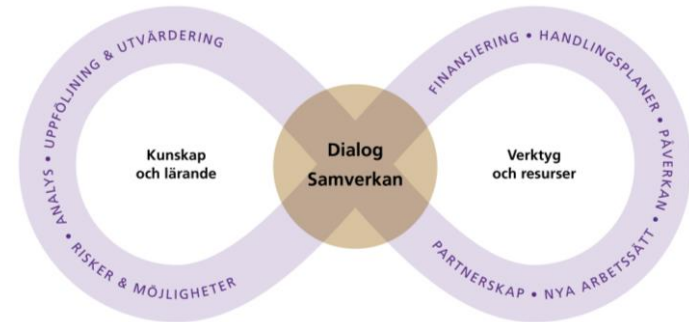 ANALYS • UPPFÖLJNING & UTVÄRDERING
• RISKER & MÖJLIGHETER
Kunskap
och lärande
Dialog
Samverkan
FINANSIERING • HANDLINGSPLANER • PÅVERKAN
PARTNERSKAP • NYA ARBETSSÄTT •
Verktyg
och resurser